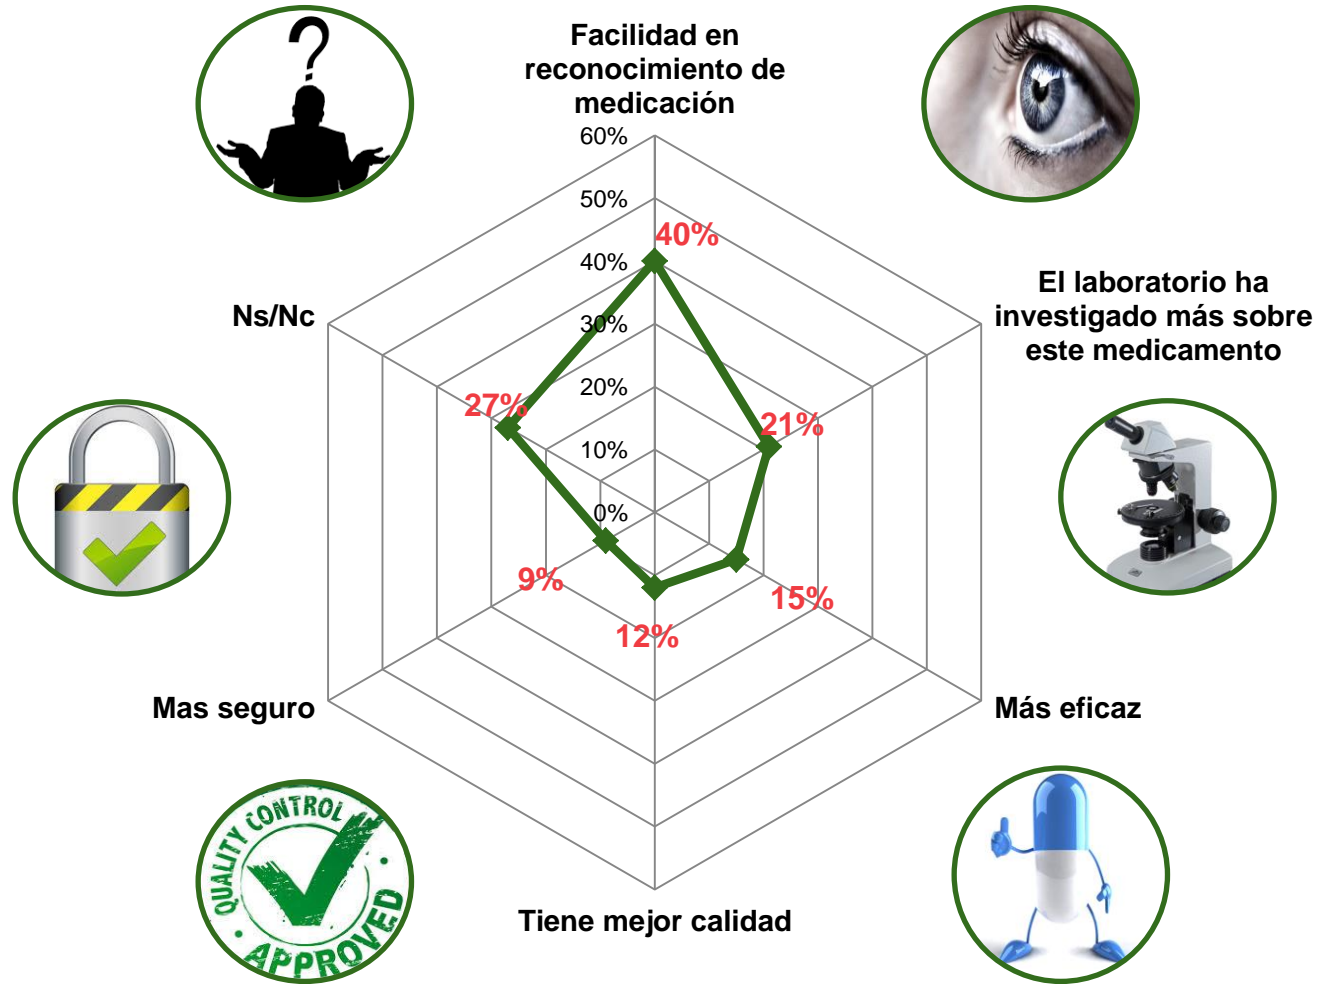 Facilidad en
reconocimiento de
medicación
60%
50%
40%
40%
30%
20%
10%
0%
21%
15%
12%
9%
27%
Ns/Nc
El laboratorio ha
investigado más sobre
este medicamento
Mas seguro
Más eficaz
Tiene mejor calidad
QUALITY CONTROL
APPROVED